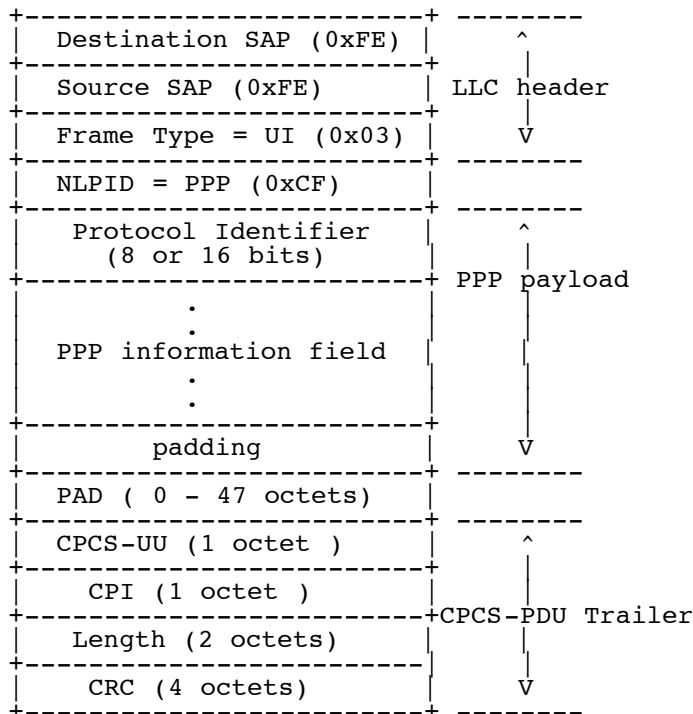 Destination SAP (0xFE)
Source SAP (0xFE)
LLC header
Frame Type = UI (0x03)
NLPID = PPP (0xCF)
Protocol Identifier
(8 or 16 bits)
PPP payload
.
.
PPP information field
.
.
padding
PAD ( 0 - 47 octets)
CPCS-UU (1 octet )
CPI (1 octet )
CPCS-PDU Trailer
Length (2 octets)
CRC (4 octets)